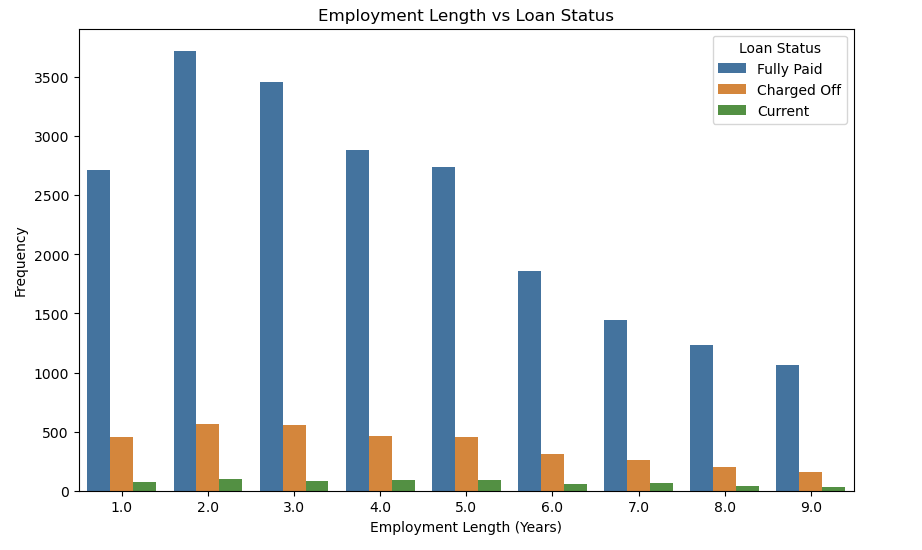 Employment Length vs Loan Status
Loan Status
Fully Paid
Charged Off
Current
Frequency
3500
3000
2500
2000
1500
1000
500
0
1.0 2.0 3.0 4.0 5.0 6.0 7.0 8.0 9.0
Employment Length (Years)